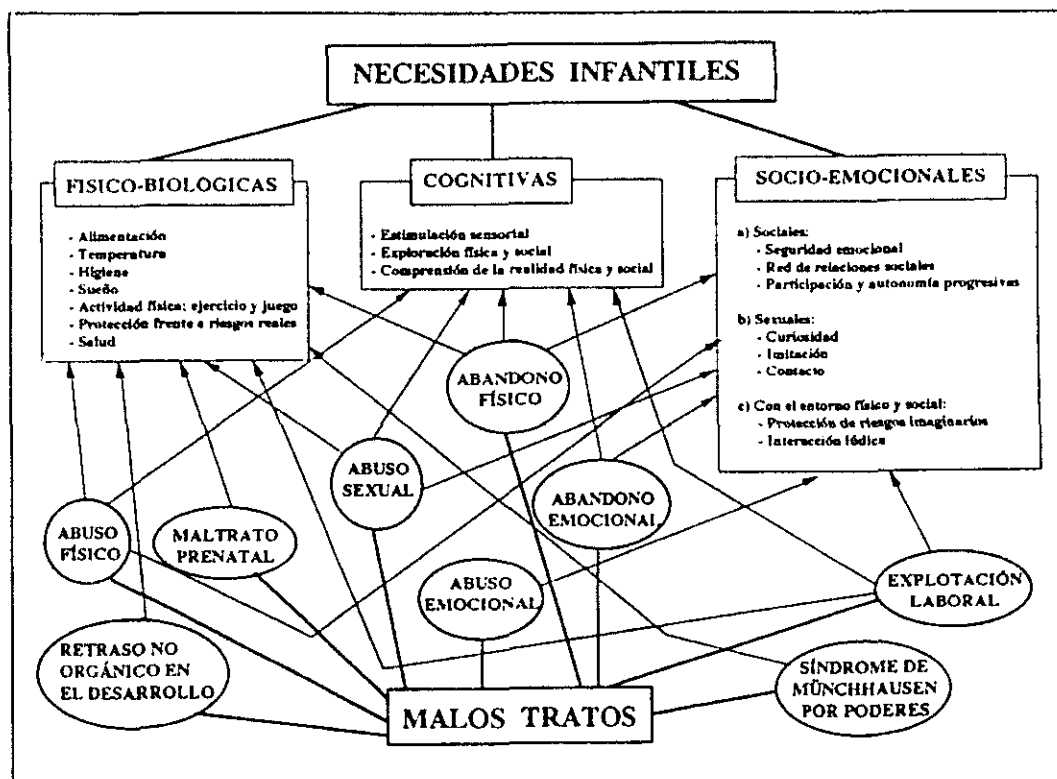 NECESIDADES INFANTILES
FISICO-BIOLOGICAS
- Alimentación
- Temperatura
- Higiene
- Sueño
- Actividad física: ejercicio y juego
- Protección frente a riesgos reales
- Salud
COGNITIVAS
- Estimulación sensorial
- Exploración física y social
- Comprensión de la realidad física y social
SOCIO-EMOCIONALES
a) Sociales:
- Seguridad emocional
- Red de relaciones sociales
- Participación y autonomía progresivas
b) Sexuales:
- Curiosidad
- Imitación
- Contacto
c) Con el entorno físico y social:
- Protección de riesgos imaginarios
- Interacción lúdica
ABANDONO
FÍSICO
ABUSO
SEXUAL
ABANDONO
EMOCIONAL
ABUSO
FÍSICO
MALTRATO
PRENATAL
ABUSO
EMOCIONAL
EXPLOTACIÓN
LABORAL
RETRASO NO
ORGÁNICO EN
EL DESARROLLO
SÍNDROME DE
MÜNCHHAUSEN
POR PODERES
MALOS TRATOS